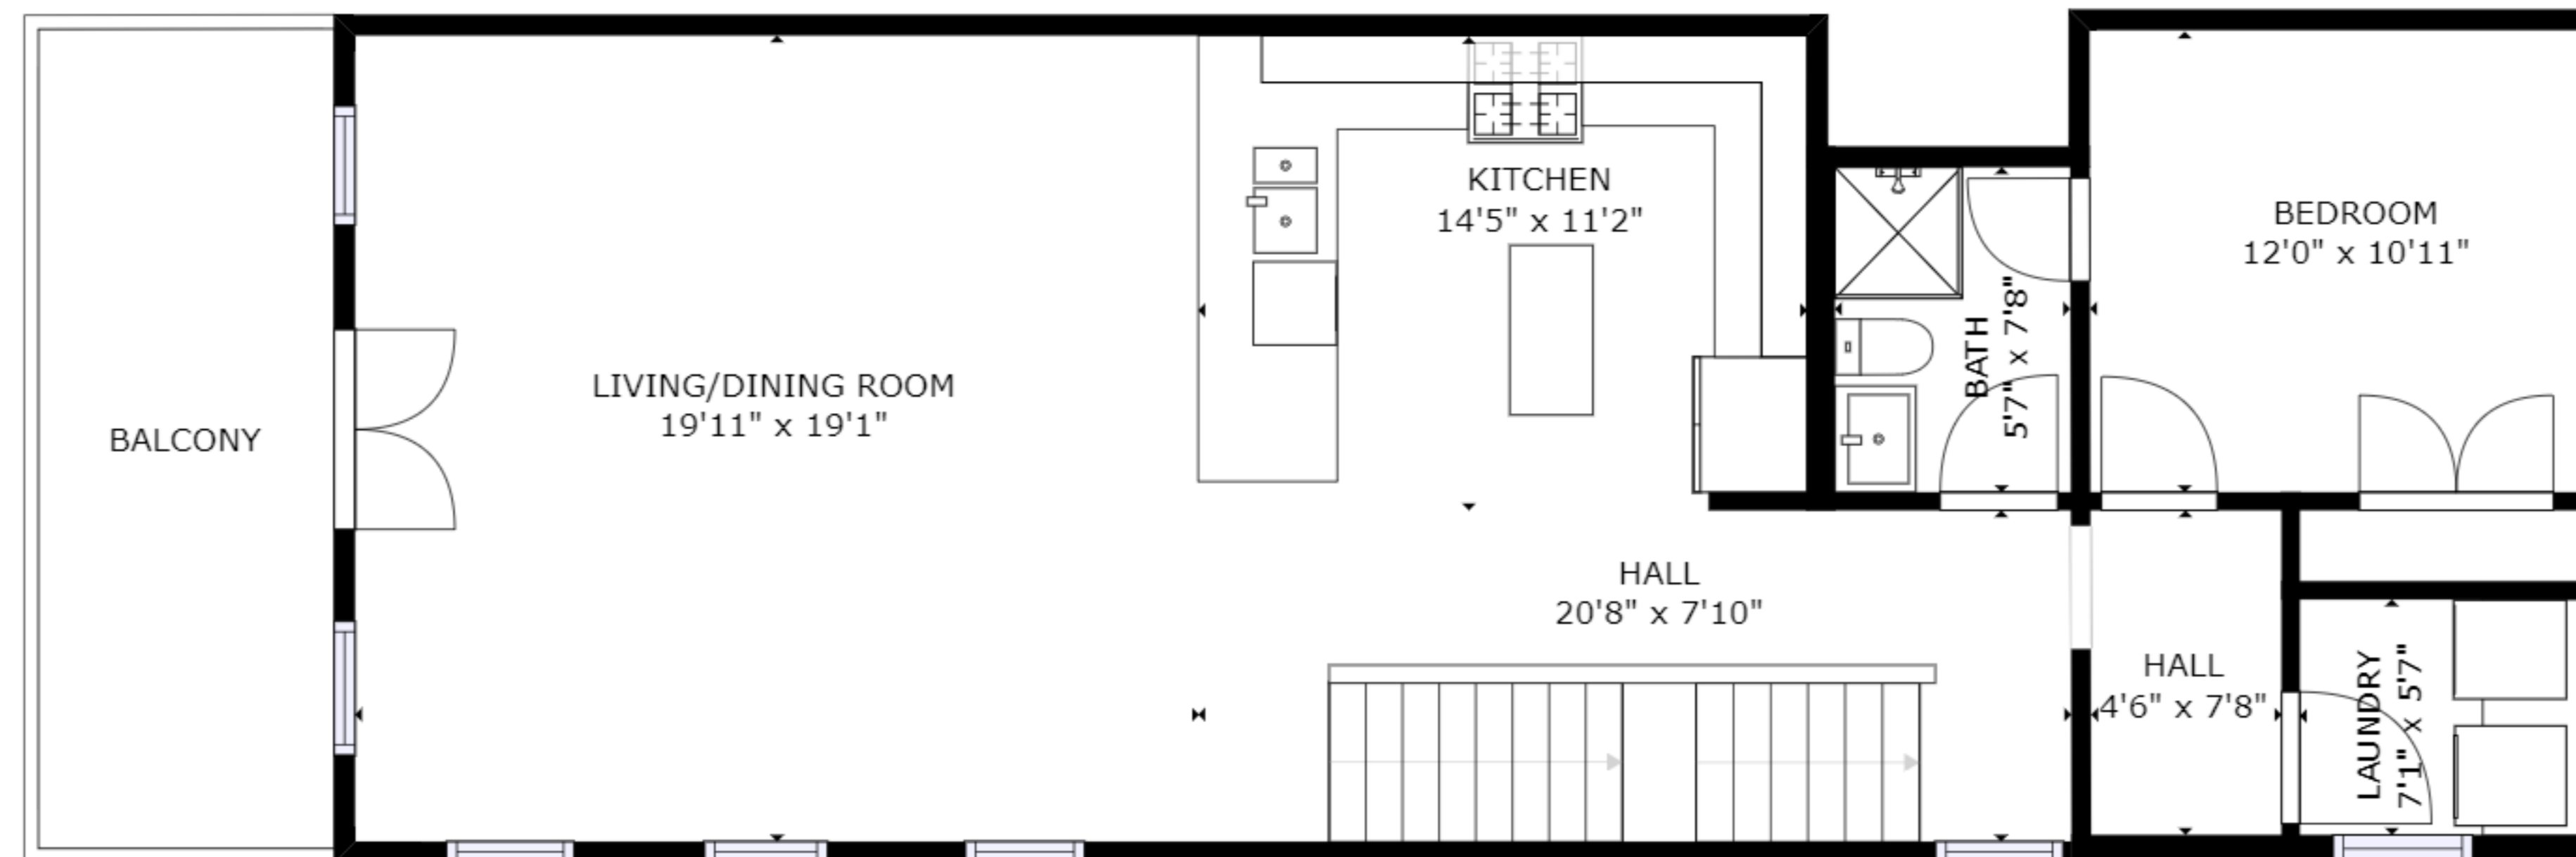 BALCONY
LIVING/DINING ROOM
19'11" x 19'1"
KITCHEN
14'5" x 11'2"
BATH
5'7" x 7'8"
BEDROOM
12'0" x 10'11"
HALL
20'8" x 7'10"
HALL
4'6" x 7'8"
LAUNDRY
7'1" x 5'7"